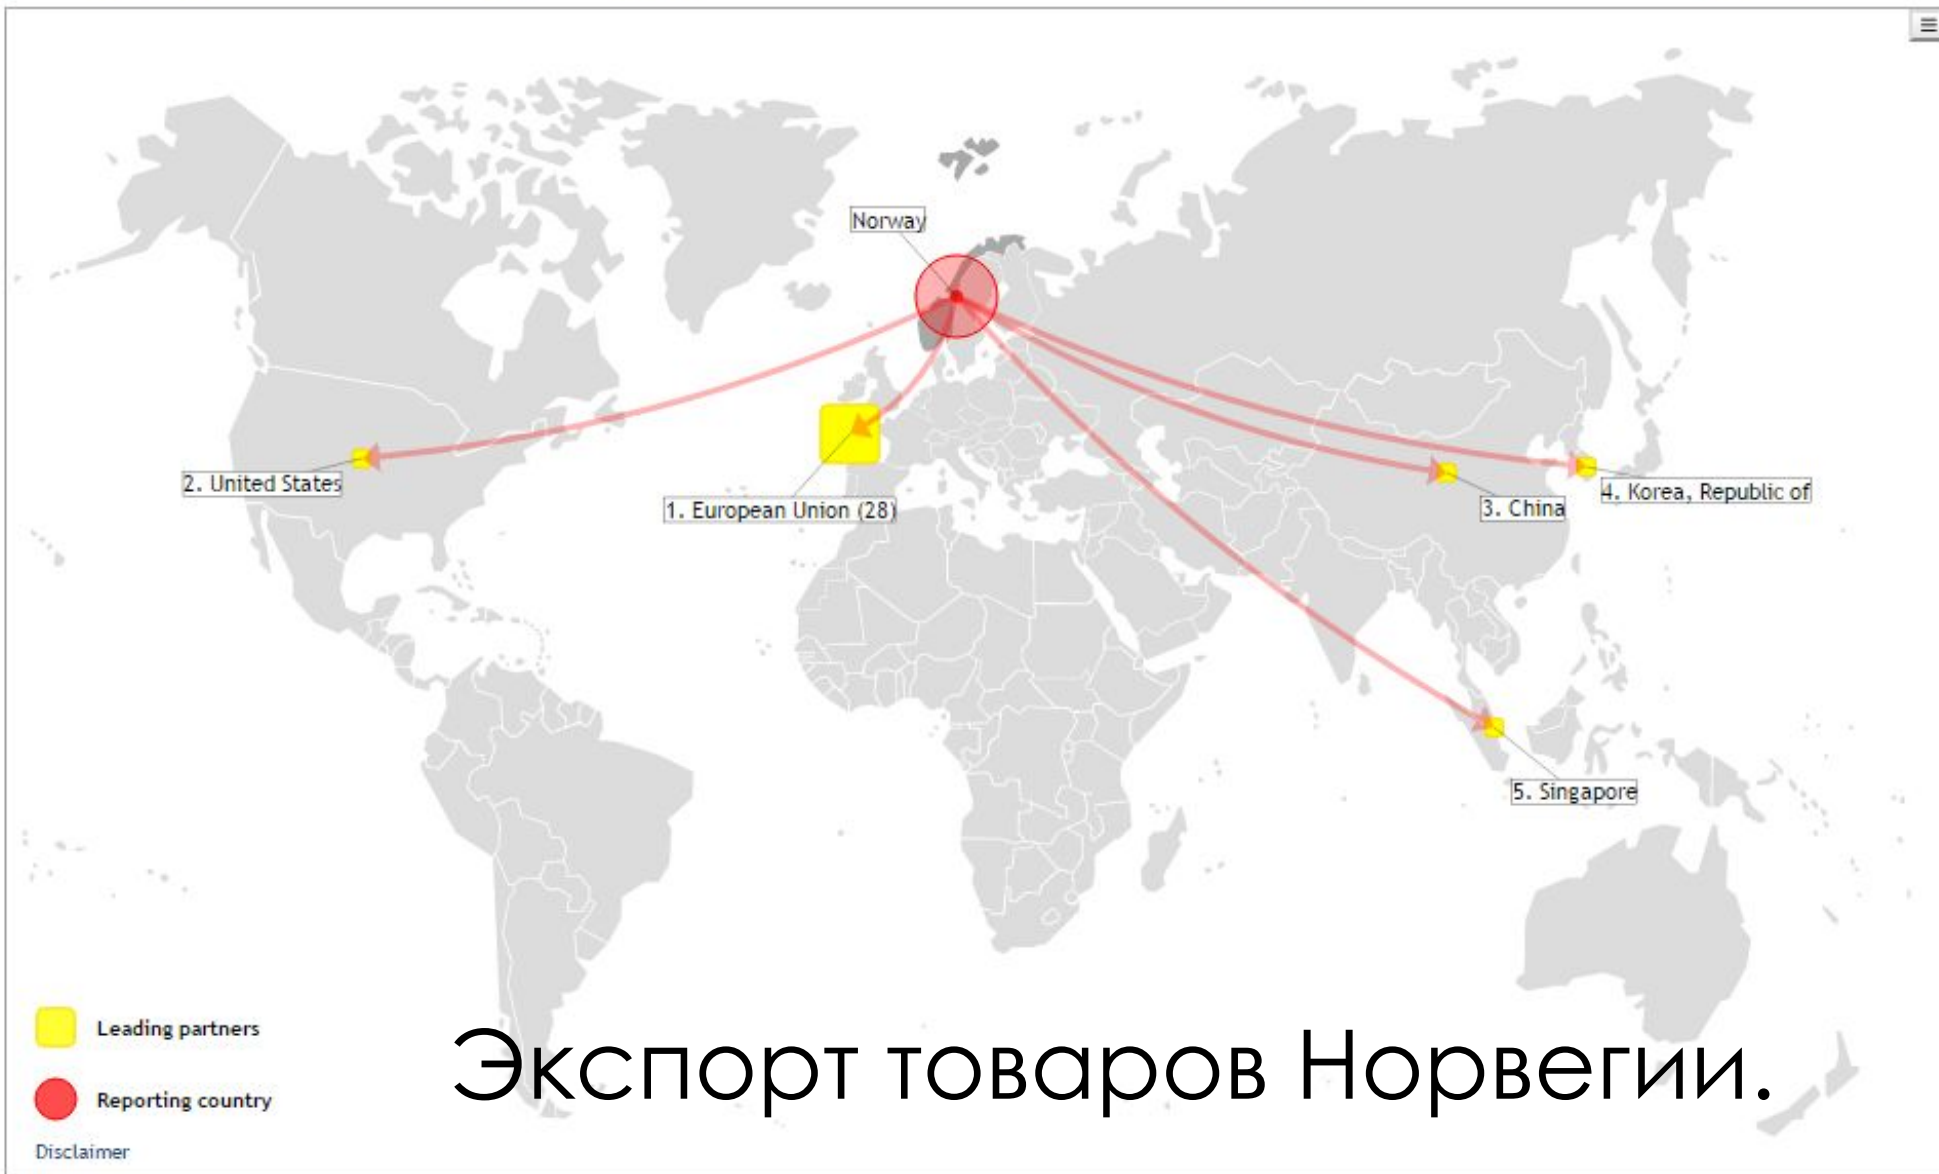 Norway
2. United States
1. European Union (28)
4. Korea, Republic of
3. China
5. Singapore
Leading partners
Reporting country
Disclaimer
Экспорт товаров Норвегии.